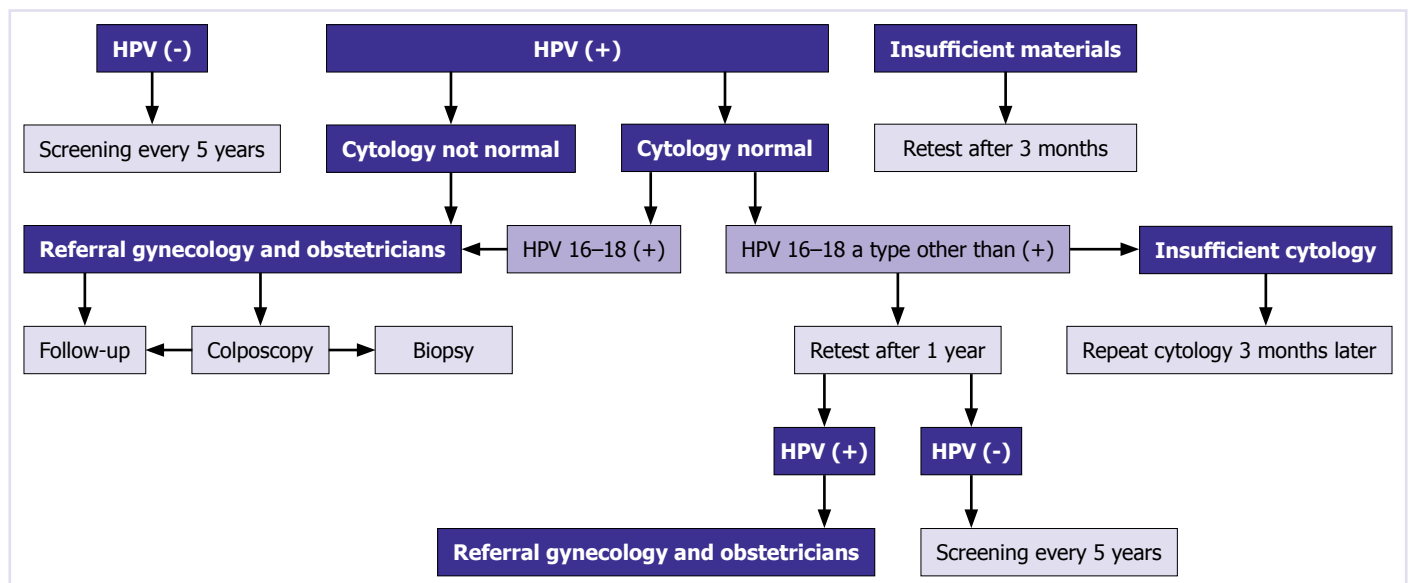 HPV (-)
HPV (+)
Insufficient materials
Screening every 5 years
Cytology not normal
Cytology normal
Retest after 3 months
Referral gynecology and obstetricians
HPV 16–18 (+)
HPV 16–18 a type other than (+)
Insufficient cytology
Follow-up
Colposcopy
Biopsy
Retest after 1 year
Repeat cytology 3 months later
HPV (+)
HPV (-)
Referral gynecology and obstetricians
Screening every 5 years